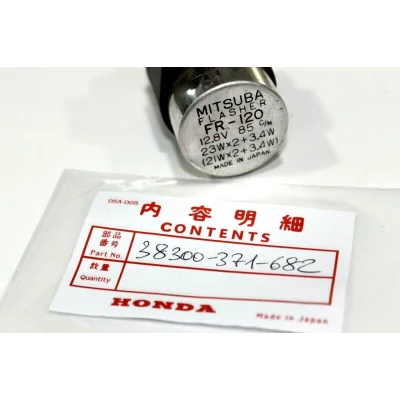 MITSUBA
FLASHER
FR-120
12.8V 85 c/M
23W×2+3.4W
(21W×2+3.4W)
MADE IN JAPAN
06A-005
内容明細
CONTENTS
部品
番号
Part No.
38300-371-682
数量
Quantity
HONDA
Made in Japan